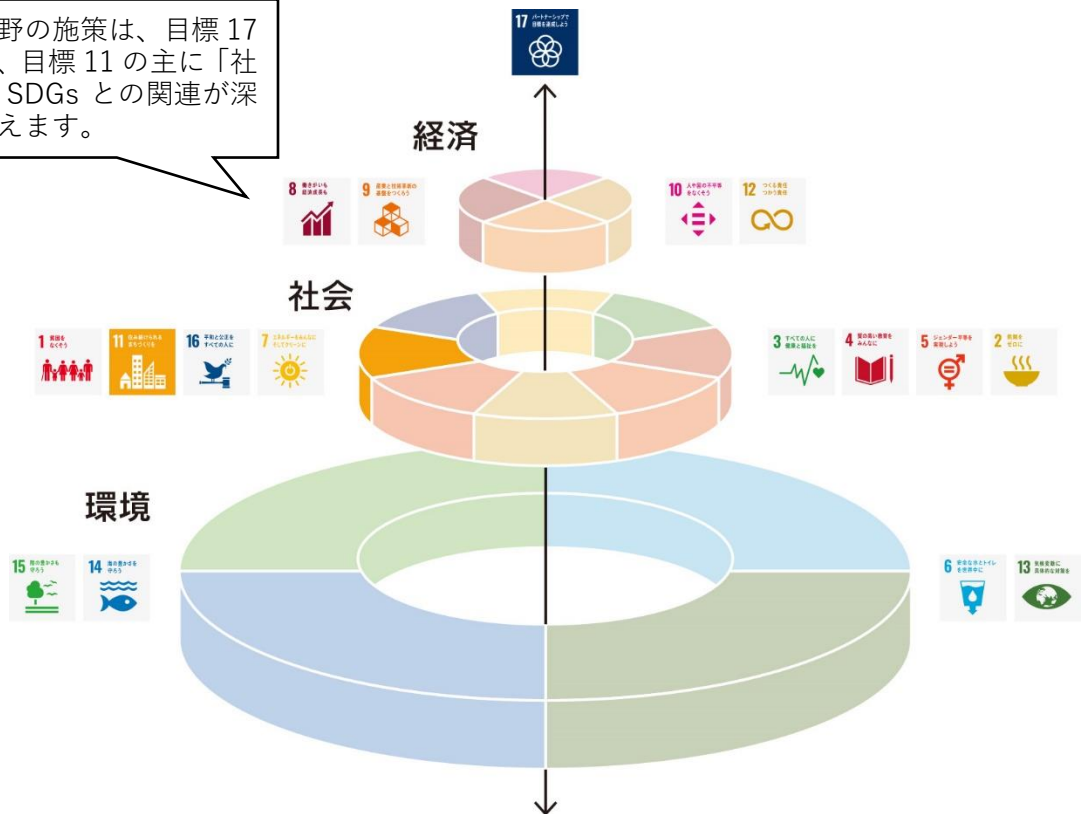 野の施策は、目標 17
、目標 11 の主に「社
SDGs との関連が深
えます。
17 パートナーシップで
目標を達成しよう
経済
8 働きがいも
経済成長も
9 産業と技術革新の
基盤をつくろう
10 人や国の不平等
をなくそう
12 つくる責任
つかう責任
社会
1 貧困を
なくそう
11 住み続けられる
まちづくりを
16 平和と公正を
すべての人に
7 エネルギーをみんなに
そしてクリーンに
3 すべての人に
健康と福祉を
4 質の高い教育を
みんなに
5 ジェンダー平等を
実現しよう
2 飢餓を
ゼロに
環境
15 陸の豊かさも
守ろう
14 海の豊かさを
守ろう
6 安全な水とトイレ
を世界中に
13 気候変動に
具体的な対策を